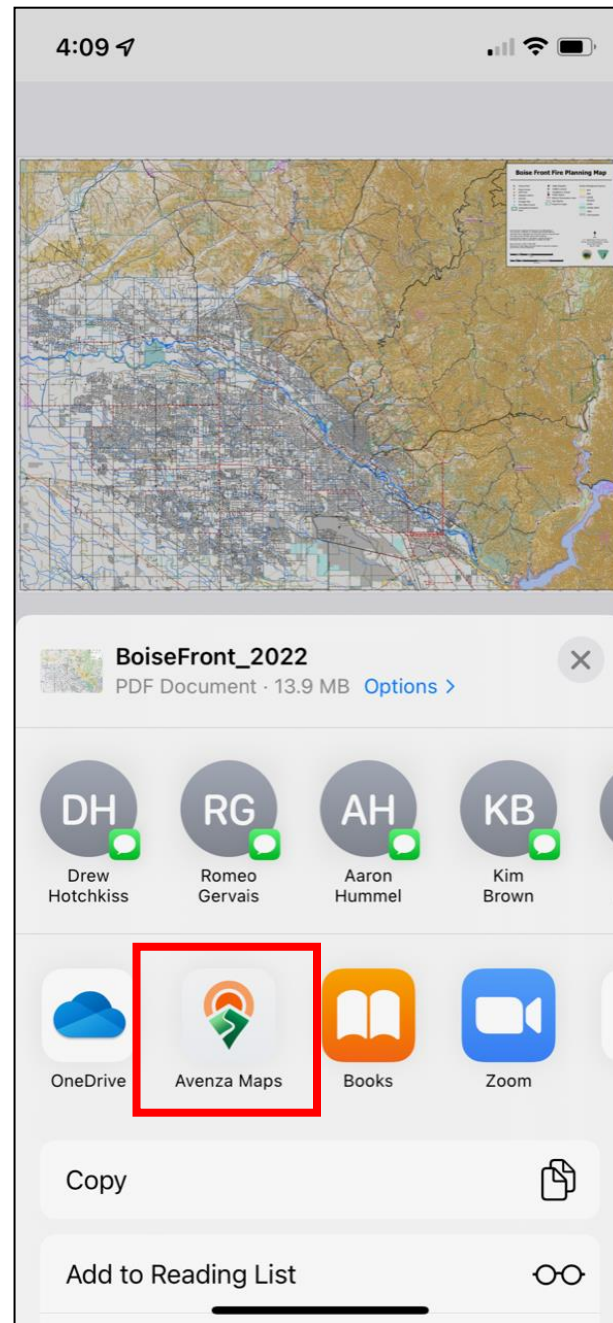 4:09
Boise Front Fire Planning Map
BoiseFront_2022
PDF Document · 13.9 MB Options >
DH
RG
AH
KB
Drew
Hotchkiss
Romeo
Gervais
Aaron
Hummel
Kim
Brown
OneDrive
Avenza Maps
Books
Zoom
Copy
Add to Reading List